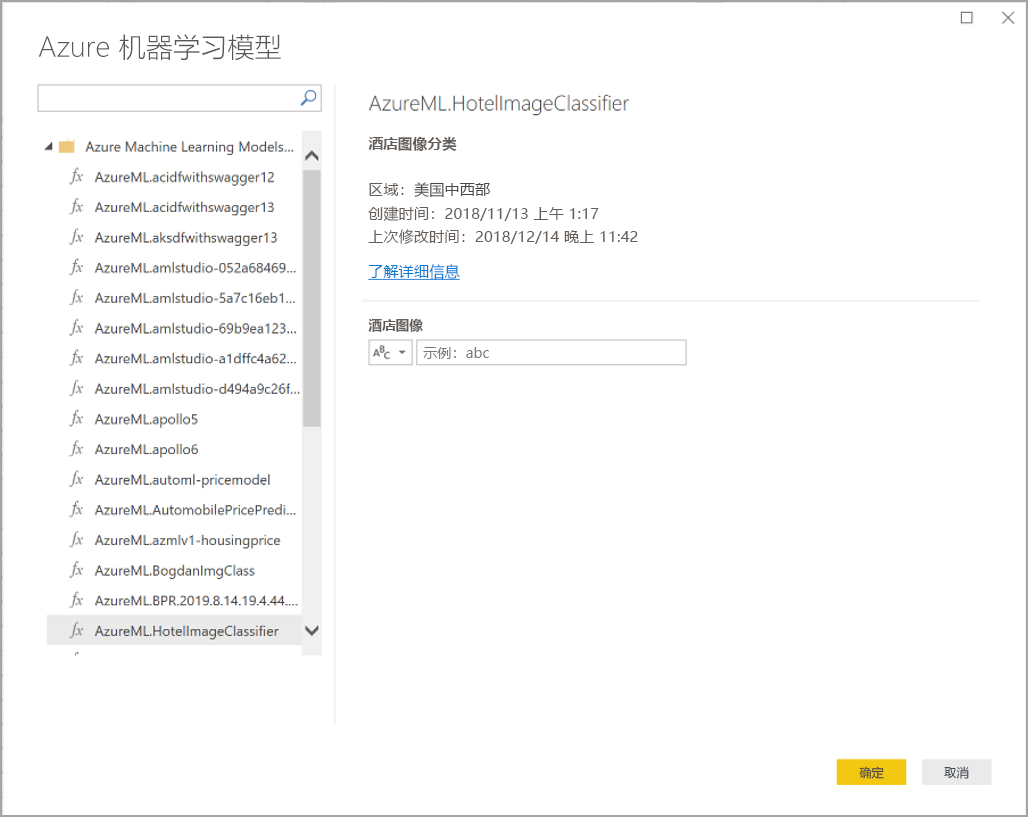 Azure 机器学习模型
Azure Machine Learning Models...
fx AzureML.acidfwithswagger12
fx AzureML.acidfwithswagger13
fx AzureML.aksdfwithswagger13
fx AzureML.amlstudio-052a68469...
fx AzureML.amlstudio-5a7c16eb1...
fx AzureML.amlstudio-69b9ea123...
fx AzureML.amlstudio-a1dffc4a62...
fx AzureML.amlstudio-d494a9c26f...
fx AzureML.apollo5
fx AzureML.apollo6
fx AzureML.automl-pricemodel
fx AzureML.AutomobilePricePredi...
fx AzureML.azmlv1-housingprice
fx AzureML.BogdanImgClass
fx AzureML.BPR.2019.8.14.19.4.44....
fx AzureML.HotelImageClassifier
AzureML.HotelImageClassifier
酒店图像分类
区域：美国中西部
创建时间：2018/11/13 上午 1:17
上次修改时间：2018/12/14 晚上 11:42
了解详细信息
酒店图像
ABC 示例：abc
确定 取消